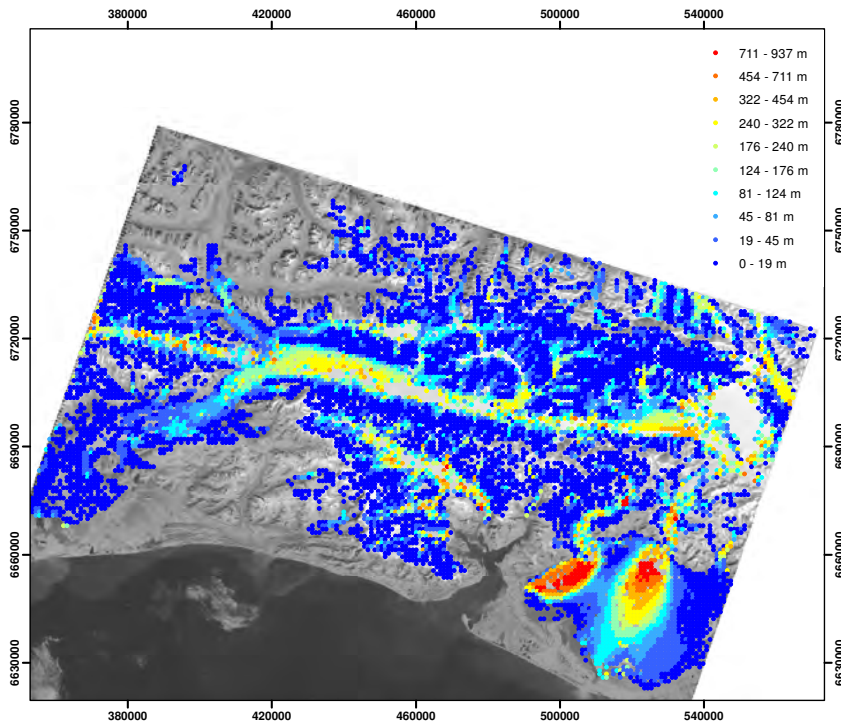 380000 420000 460000 500000 540000
711 - 937 m
454 - 711 m
322 - 454 m
240 - 322 m
176 - 240 m
124 - 176 m
81 - 124 m
45 - 81 m
19 - 45 m
0 - 19 m
6780000 6780000
6750000 6750000
6720000 6720000
6690000 6690000
6660000 6660000
6630000 6630000
380000 420000 460000 500000 540000